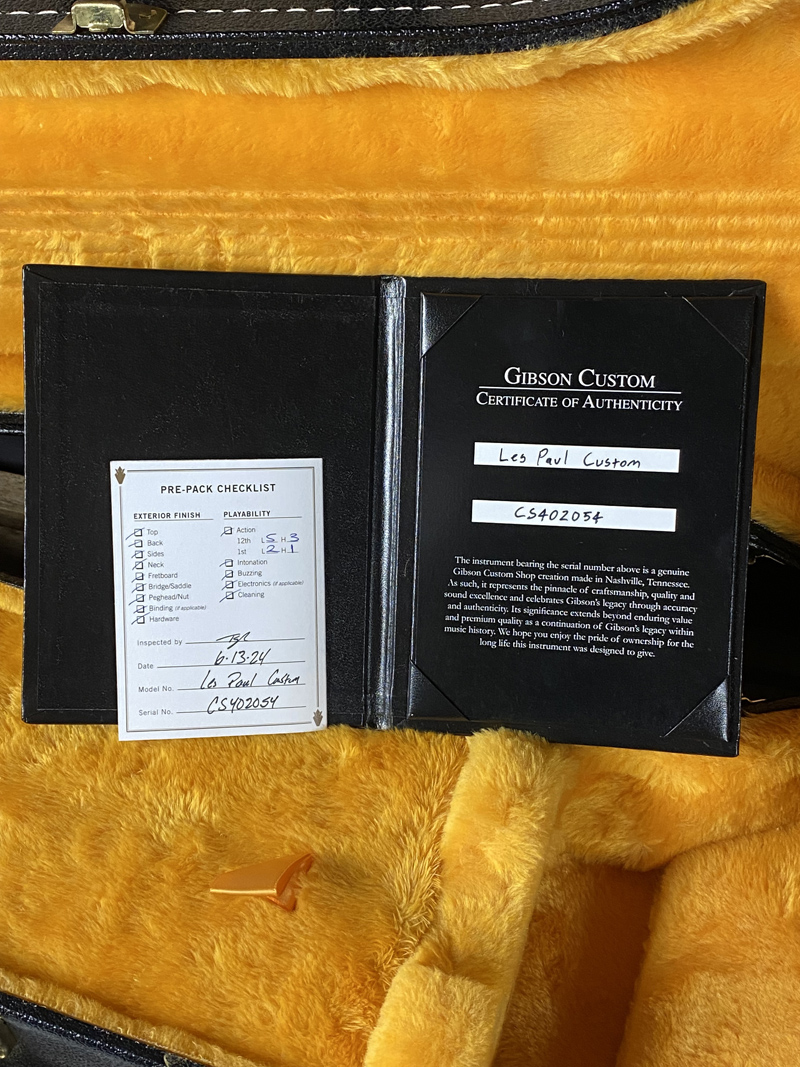 PRE-PACK CHECKLIST
EXTERIOR FINISH
Top
Back
Sides
Neck
Fretboard
Bridge/Saddle
Peghead/Nut
Binding (if applicable)
Hardware
PLAYABILITY
Action
12th L 5 H 3
1st L 2 H 1
Intonation
Buzzing
Electronics (if applicable)
Cleaning
Inspected by
Date 6-13-24
Model No. Les Paul Custom
Serial No. CS402054
GIBSON CUSTOM
CERTIFICATE OF AUTHENTICITY
Les Paul Custom
CS402054
The instrument bearing the serial number above is a genuine
Gibson Custom Shop creation made in Nashville, Tennessee.
As such, it represents the pinnacle of craftsmanship, quality and
sound excellence and celebrates Gibson's legacy through accuracy
and authenticity. Its significance extends beyond enduring value
and premium quality as a continuation of Gibson's legacy within
music history. We hope you enjoy the pride of ownership for the
long life this instrument was designed to give.